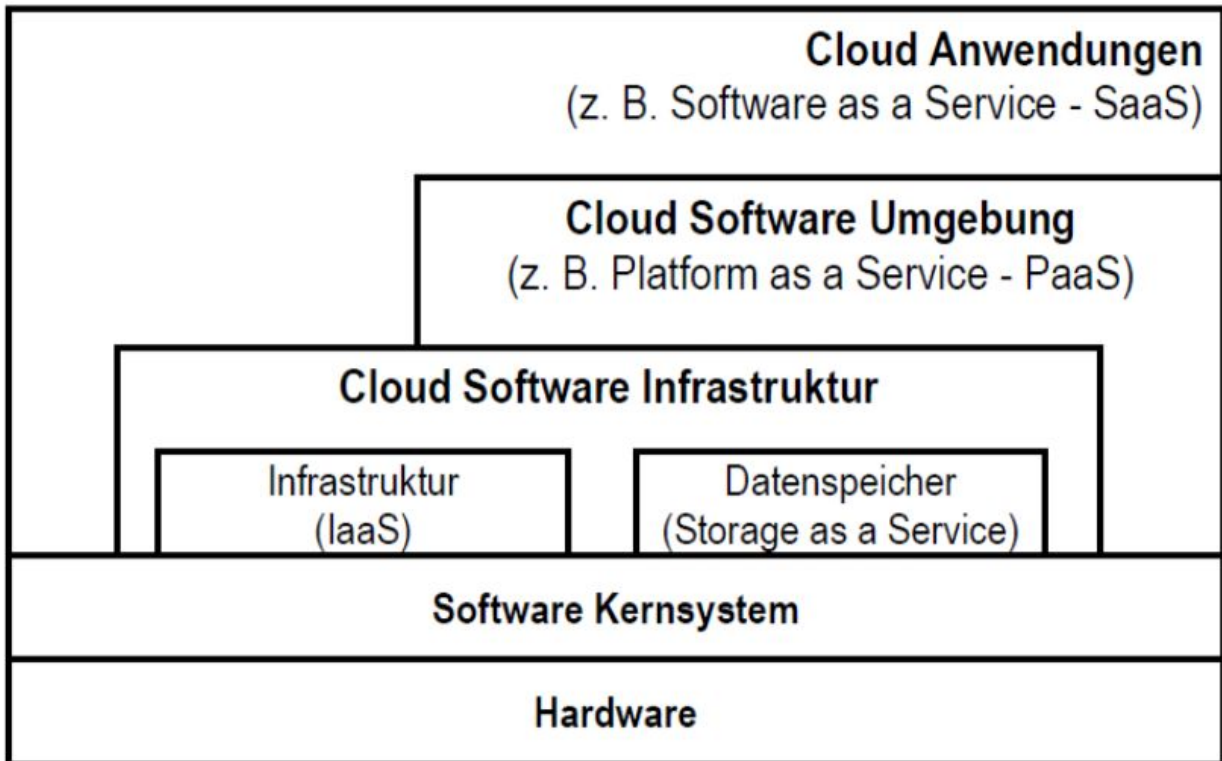 Cloud Anwendungen
(z. B. Software as a Service - SaaS)
Cloud Software Umgebung
(z. B. Platform as a Service - PaaS)
Cloud Software Infrastruktur
Infrastruktur
(IaaS)
Datenspeicher
(Storage as a Service)
Software Kernsystem
Hardware